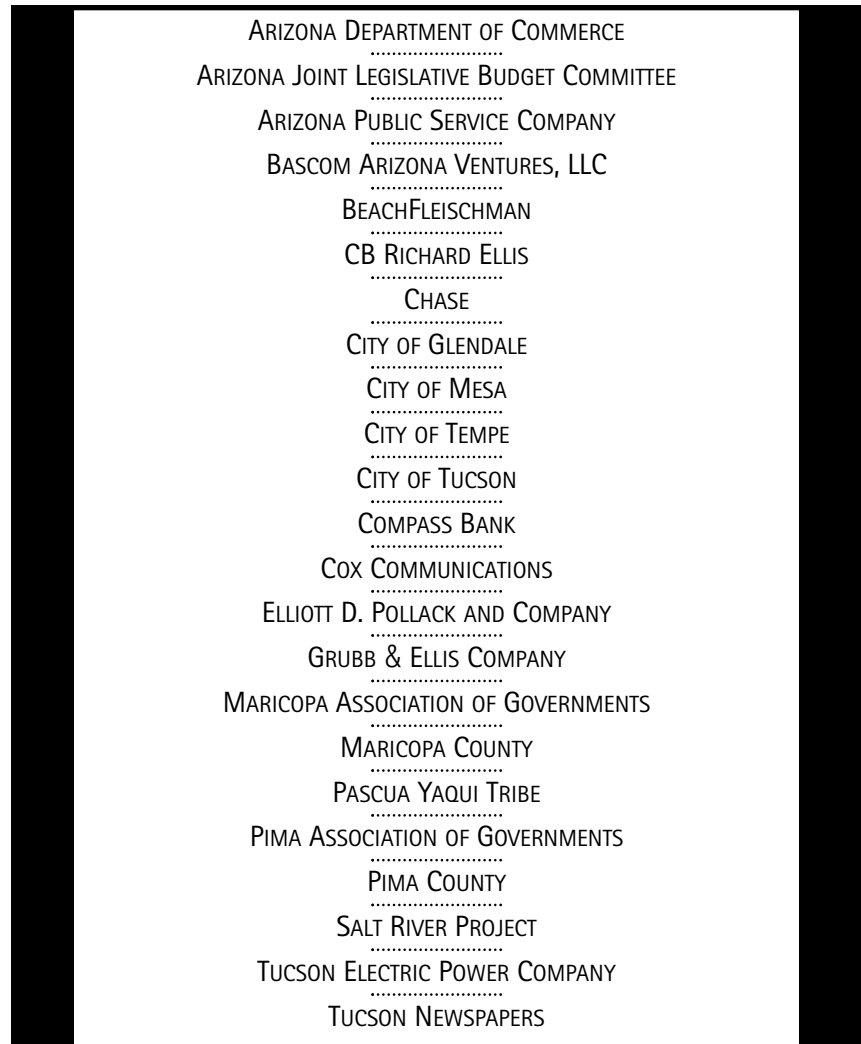 Arizona Department of Commerce
Arizona Joint Legislative Budget Committee
Arizona Public Service Company
Bascom Arizona Ventures, LLC
BeachFleischman
CB Richard Ellis
Chase
City of Glendale
City of Mesa
City of Tempe
City of Tucson
Compass Bank
Cox Communications
Elliott D. Pollack and Company
Grubb & Ellis Company
Maricopa Association of Governments
Maricopa County
Pascua Yaqui Tribe
Pima Association of Governments
Pima County
Salt River Project
Tucson Electric Power Company
Tucson Newspapers